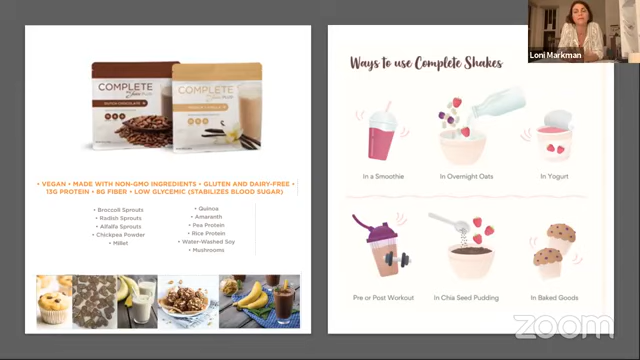 COMPLETE
COMPLETE
• VEGAN • MADE WITH NON-GMO INGREDIENTS • GLUTEN AND DAIRY-FREE •
13G PROTEIN • 8G FIBER • LOW GLYCEMIC (STABILIZES BLOOD SUGAR)
• Broccoli Sprouts
• Radish Sprouts
• Alfalfa Sprouts
• Chickpea Powder
• Millet
• Quinoa
• Amaranth
• Pea Protein
• Rice Protein
• Water-Washed Soy
• Mushrooms
Ways to use Complete Shakes
In a Smoothie
In Overnight Oats
In Yogurt
Pre or Post Workout
In Chia Seed Pudding
In Baked Goods
Loni Markman
zoom